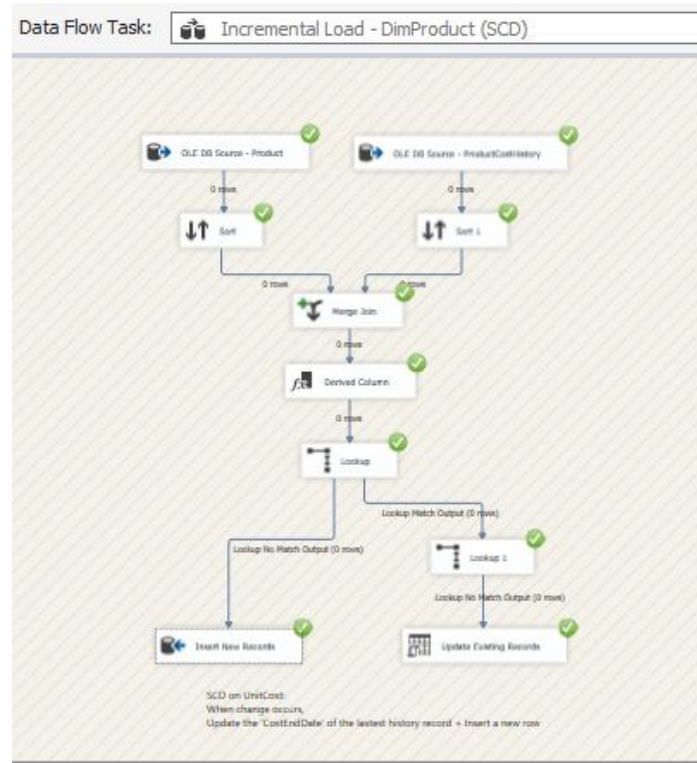 Data Flow Task:
Incremental Load - DimProduct (SCD)
OLE DB Source - Product
OLE DB Source - ProductCostHistory
0 rows
0 rows
Sort
Sort 1
0 rows
0 rows
Merge Join
0 rows
Derived Column
0 rows
Lookup
Lookup Match Output (0 rows)
Lookup No Match Output (0 rows)
Lookup 1
Lookup No Match Output (0 rows)
Insert New Records
Update Existing Records
SCD on UnitCost:
When change occurs,
Update the 'CostEndDate' of the lastest history record + Insert a new row